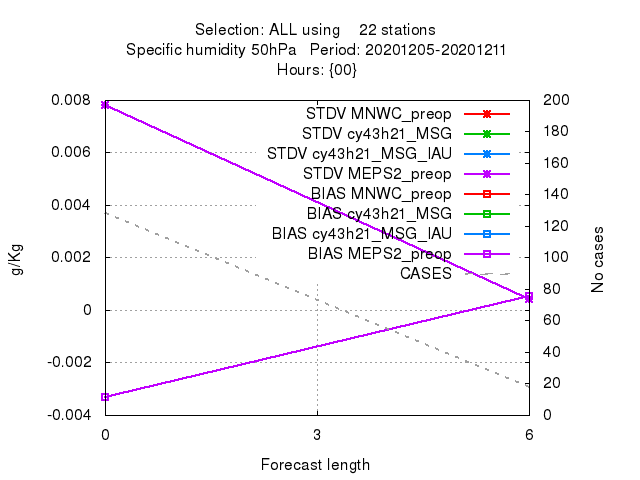 Selection: ALL using 22 stations
Specific humidity 50hPa Period: 20201205-20201211
Hours: {00}
0.008
0.006
0.004
0.002
0
-0.002
-0.004
g/Kg
STDV MNWC_preop
STDV cy43h21_MSG
STDV cy43h21_MSG_IAU
STDV MEPS2_preop
BIAS MNWC_preop
BIAS cy43h21_MSG
BIAS cy43h21_MSG_IAU
BIAS MEPS2_preop
CASES
200
180
160
140
120
100
80
60
40
20
0
No cases
0 3 6
Forecast length